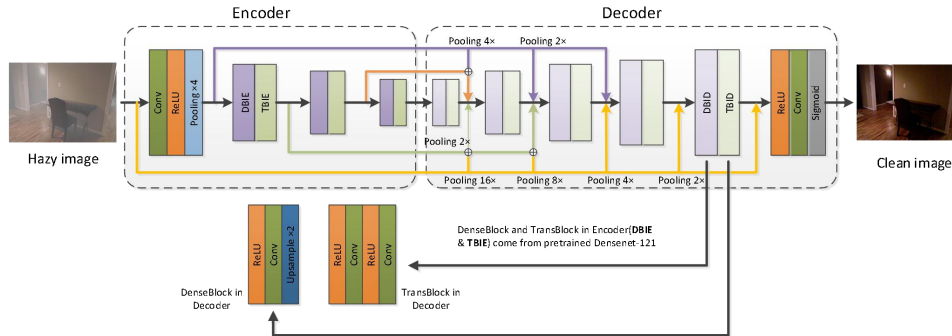 Encoder
Decoder
Pooling 4×
Pooling 2×
Conv
ReLU
Pooling ×4
DBIE
TBIE
DBID
TBID
ReLU
Conv
Sigmoid
Hazy image
Clean image
Pooling 2×
Pooling 16×
Pooling 8×
Pooling 4×
Pooling 2×
DenseBlock and TransBlock in Encoder(DBIE
& TBIE) come from pretrained Densenet-121
ReLU
Conv
Upsample ×2
ReLU
Conv
ReLU
Conv
DenseBlock in
Decoder
TransBlock in
Decoder